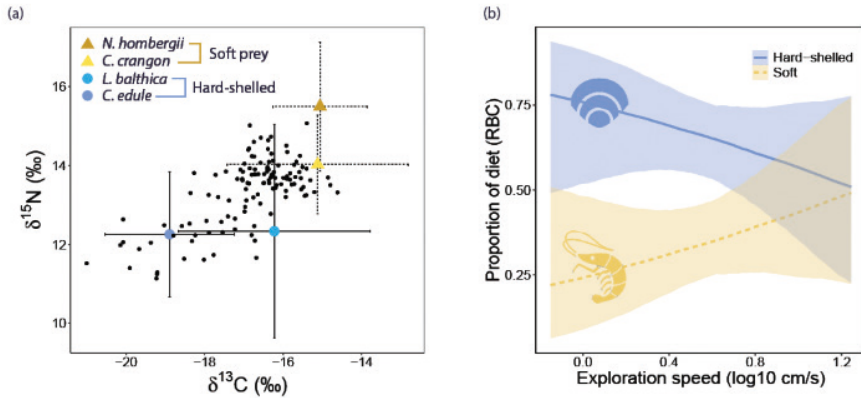 (a)
N. hombergii
C. crangon
Soft prey
L. balthica
C. edule
Hard-shelled
δ15N (‰)
16
14
12
10
−20
−18
−16
−14
δ13C (‰)
(b)
Hard−shelled
Soft
Proportion of diet (RBC)
0.75
0.50
0.25
0.0
0.4
0.8
1.2
Exploration speed (log10 cm/s)